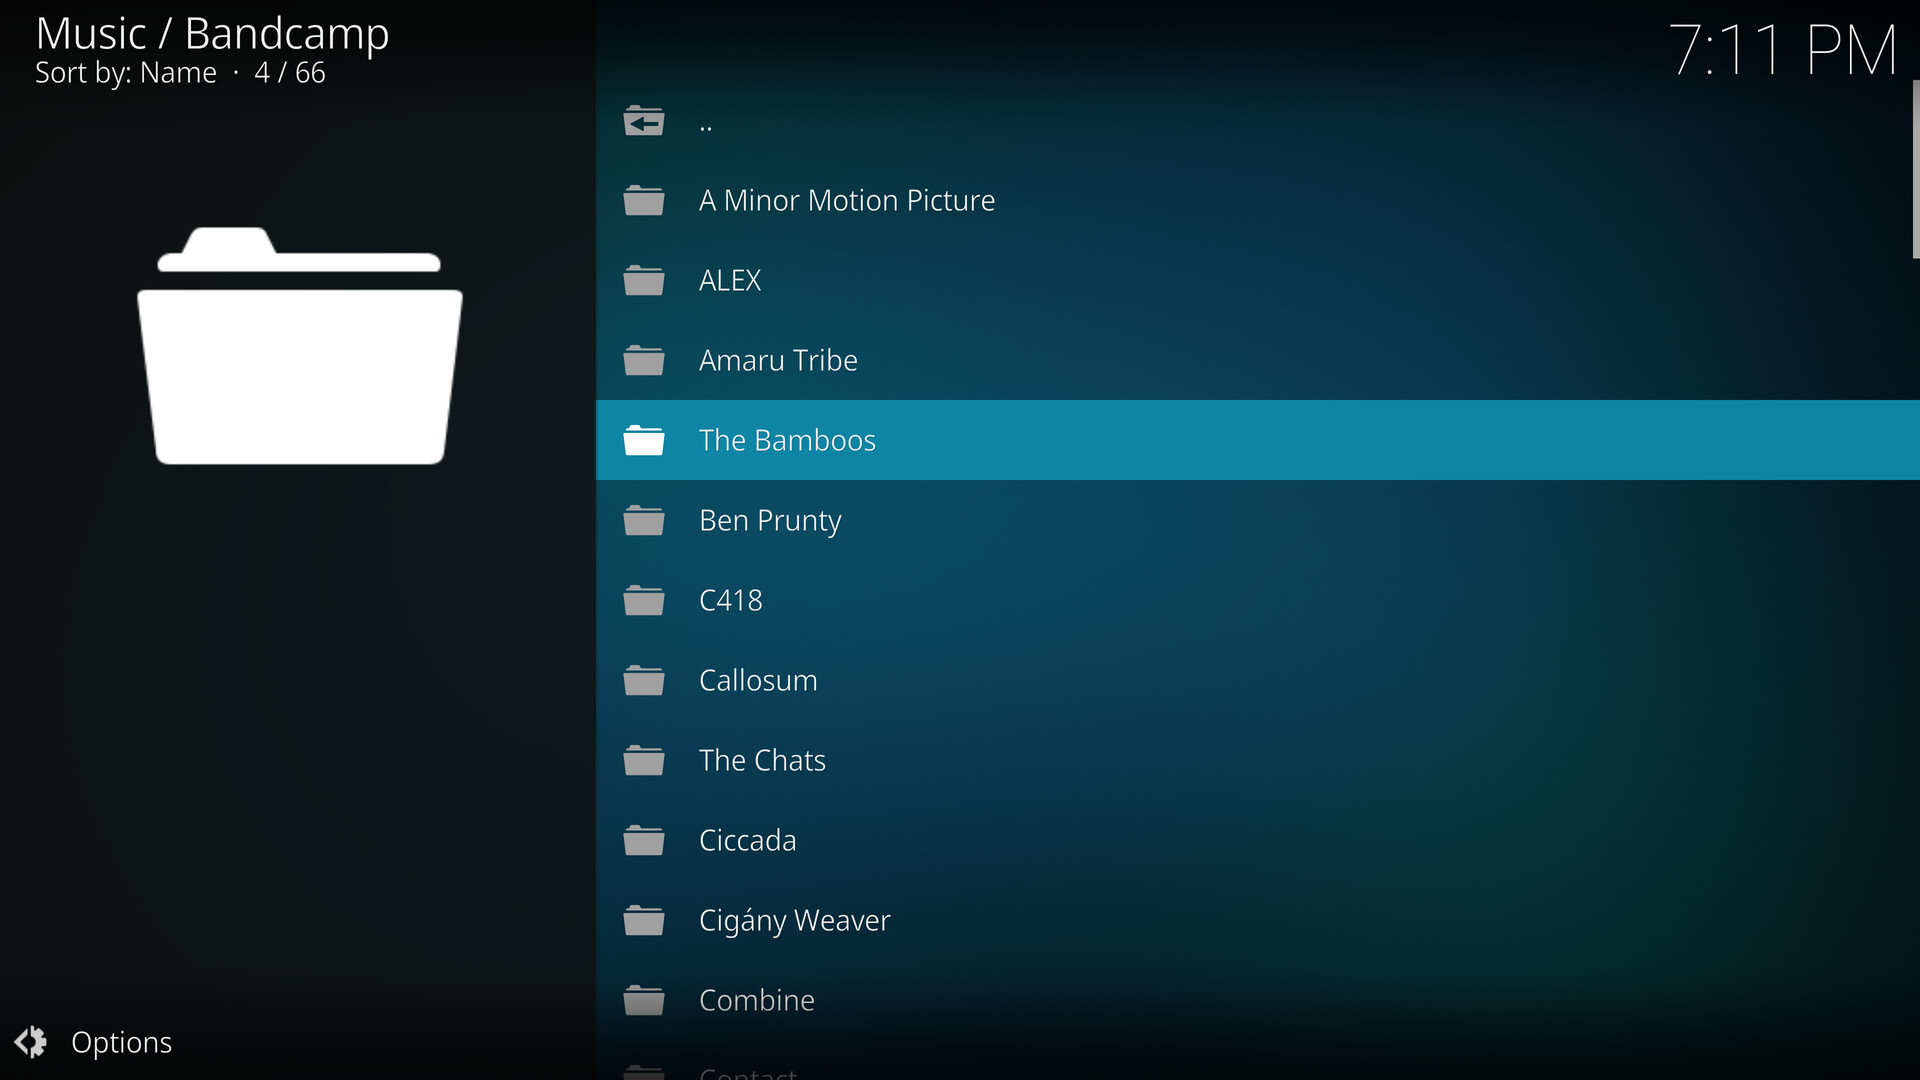 Music / Bandcamp
Sort by: Name · 4 / 66
7:11 PM
..
A Minor Motion Picture
ALEX
Amaru Tribe
The Bamboos
Ben Prunty
C418
Callosum
The Chats
Ciccada
Cigány Weaver
Combine
Contact
Options